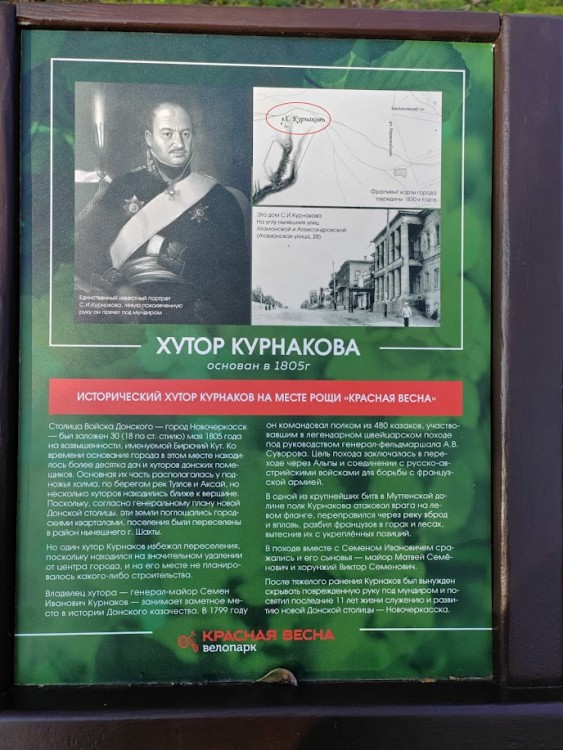 х. Курнаковъ
Фрагмент карты города
середины 1830-х годов
Это дом С.И.Курнакова
На углу нынешних улиц
Атаманской и Александровской
(Атаманская улица, 28)
Единственный известный портрет
С.И.Курнакова, левую покалеченную
руку он прячет под мундиром
ХУТОР КУРНАКОВА
основан в 1805г
ИСТОРИЧЕСКИЙ ХУТОР КУРНАКОВ НА МЕСТЕ РОЩИ «КРАСНАЯ ВЕСНА»
Столица Войска Донского — город Новочеркасск
— был заложен 30 (18 по ст. стилю) мая 1805 года
на возвышенности, именуемой Бирючий Кут. Ко
времени основания города в этом месте находи-
лось более десятка дач и хуторов донских поме-
щиков. Основная их часть располагалась у под-
ножья холма, по берегам рек Тузлов и Аксай, но
несколько хуторов находились ближе к вершине.
Поскольку, согласно генеральному плану новой
Донской столицы, эти земли поглощались город-
скими кварталами, поселения были переселены
в район нынешнего г. Шахты.
Но один хутор Курнаков избежал переселения,
поскольку находился на значительном удалении
от центра города, и на его месте не планиро-
валось какого-либо строительства.
Владелец хутора — генерал-майор Семен
Иванович Курнаков — занимает заметное ме-
сто в истории Донского казачества. В 1799 году
он командовал полком из 480 казаков, участво-
вавшим в легендарном швейцарском походе
под руководством генерал-фельдмаршала А.В.
Суворова. Цель похода заключалась в пере-
ходе через Альпы и соединении с русско-ав-
стрийскими войсками для борьбы с француз-
ской армией.
В одной из крупнейших битв в Муттенской до-
лине полк Курнакова атаковал врага на ле-
вом фланге, переправился через реку вброд
и вплавь, разбил французов в горах и лесах,
вытеснив их с укреплённых позиций.
В походе вместе с Семеном Ивановичем сра-
жались и его сыновья — майор Матвей Семё-
нович и хорунжий Виктор Семенович.
После тяжелого ранения Курнаков был вынужден
скрывать повреждённую руку под мундиром и по-
святил последние 11 лет жизни служению и разви-
тию новой Донской столицы — Новочеркасска.
КРАСНАЯ ВЕСНА
велопарк